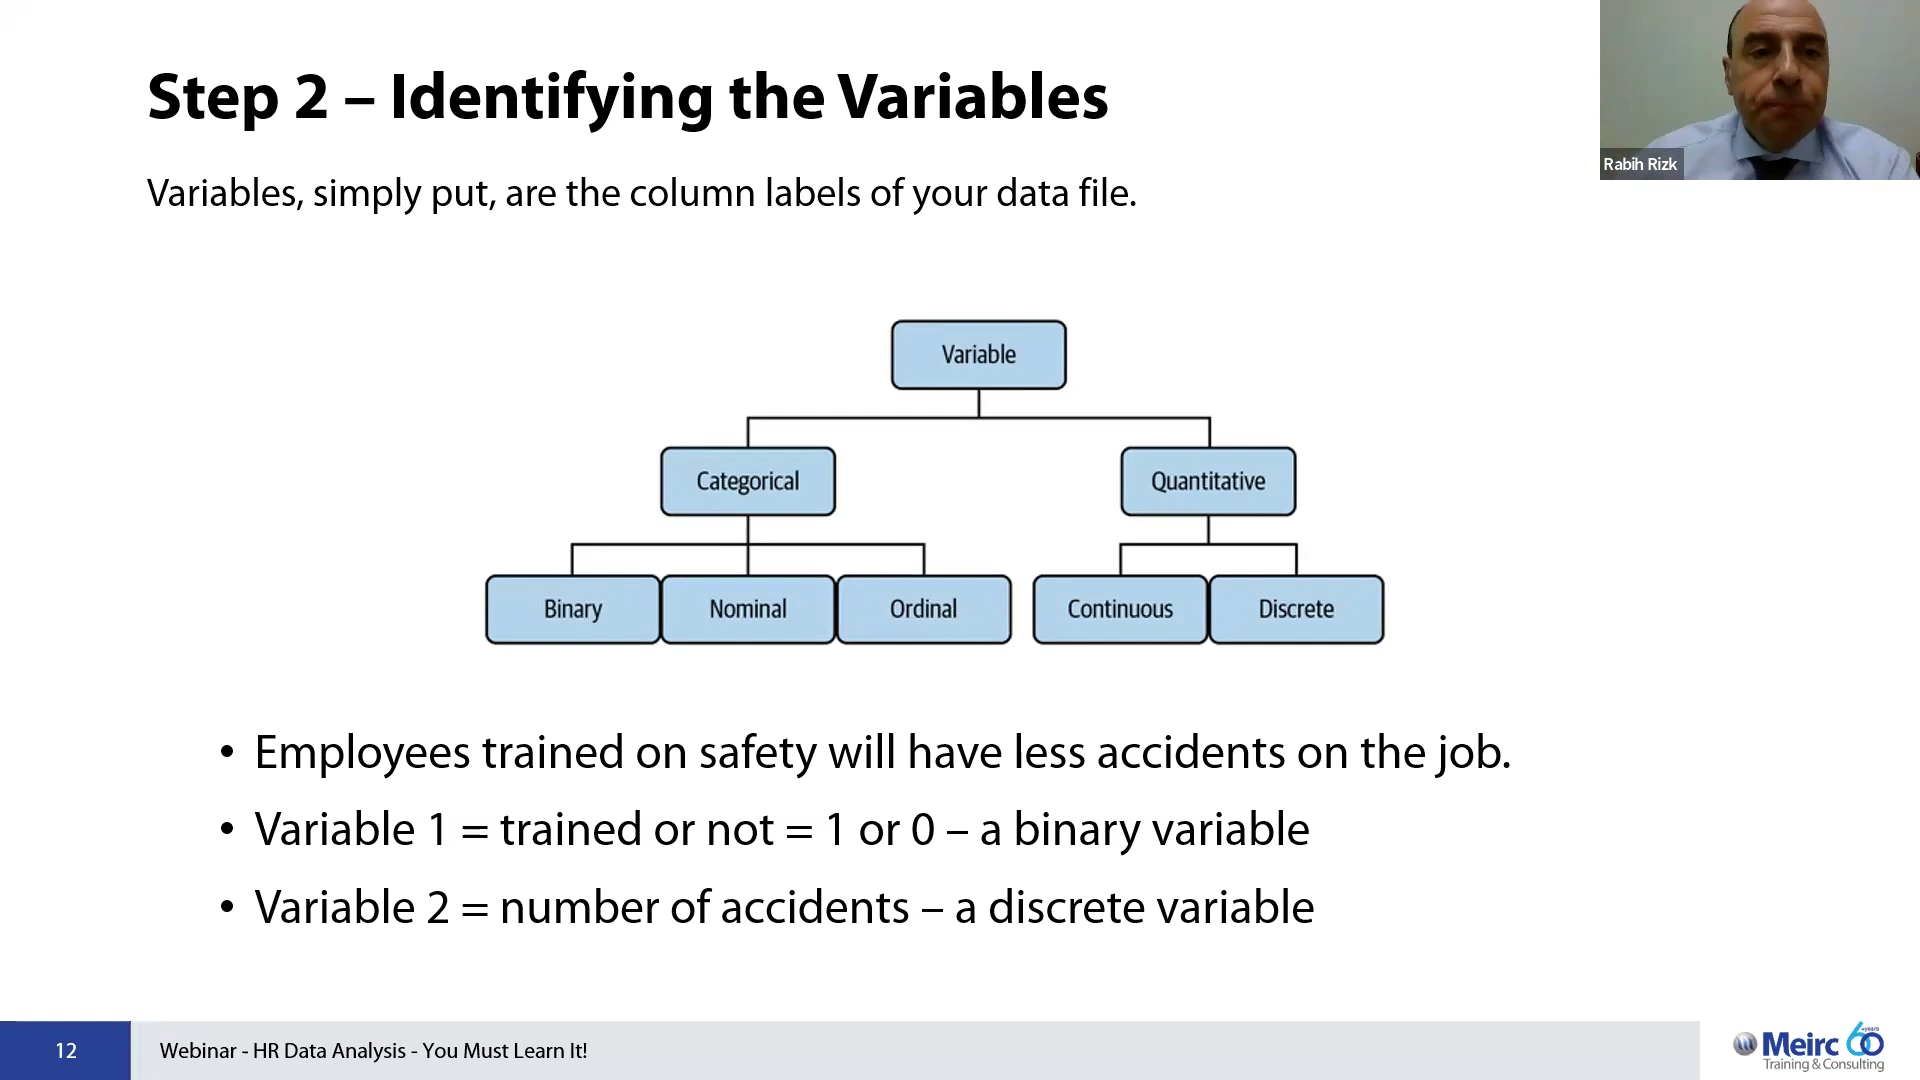 Step 2 – Identifying the Variables
Rabih Rizk
Variables, simply put, are the column labels of your data file.
Variable
Categorical
Quantitative
Binary
Nominal
Ordinal
Continuous
Discrete
• Employees trained on safety will have less accidents on the job.
• Variable 1 = trained or not = 1 or 0 – a binary variable
• Variable 2 = number of accidents – a discrete variable
12
Webinar - HR Data Analysis - You Must Learn It!
Meirc 60 years
Training & Consulting